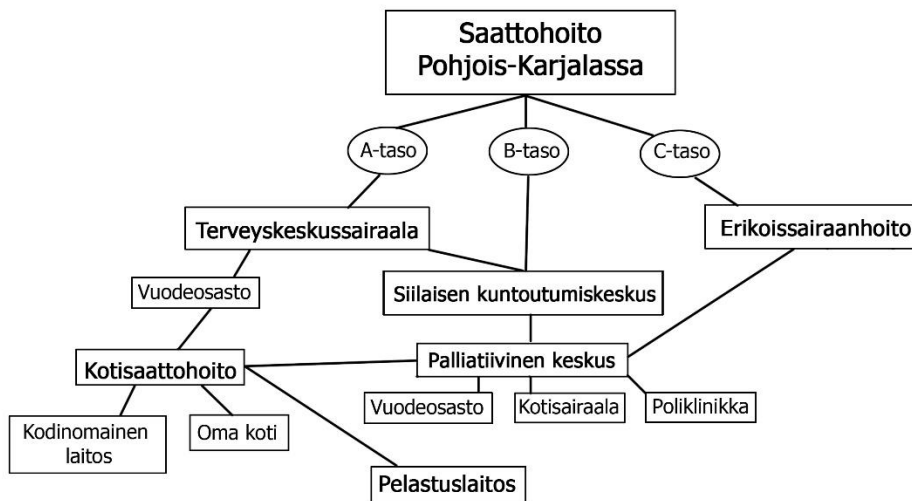 Saattohoito
Pohjois-Karjalassa
A-taso
B-taso
C-taso
Terveyskeskussairaala
Erikoissairaanhoito
Vuodeosasto
Siilaisen kuntoutumiskeskus
Kotisaattohoito
Palliatiivinen keskus
Vuodeosasto
Kotisairaala
Poliklinikka
Kodinomainen
laitos
Oma koti
Pelastuslaitos